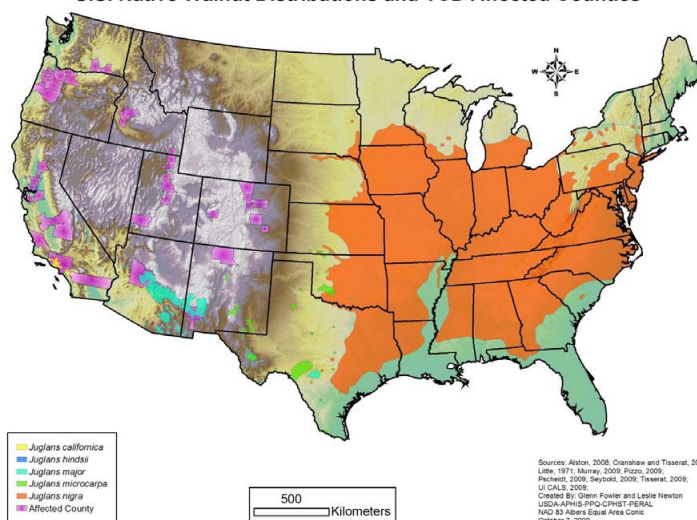 N
W E
S
Juglans californica
Juglans hindsii
Juglans major
Juglans microcarpa
Juglans nigra
Affected County
500
Kilometers
Sources: Alston, 2008; Cranshaw and Tisserat, 20
Little, 1971; Murray, 2009; Pizzo, 2009;
Pscheidt, 2009; Seybold, 2009; Tisserat, 2009;
UI CALS, 2009;
Created By: Glenn Fowler and Leslie Newton
USDA-APHIS-PPQ-CPHST-PERAL
NAD 83 Albers Equal Area Conic